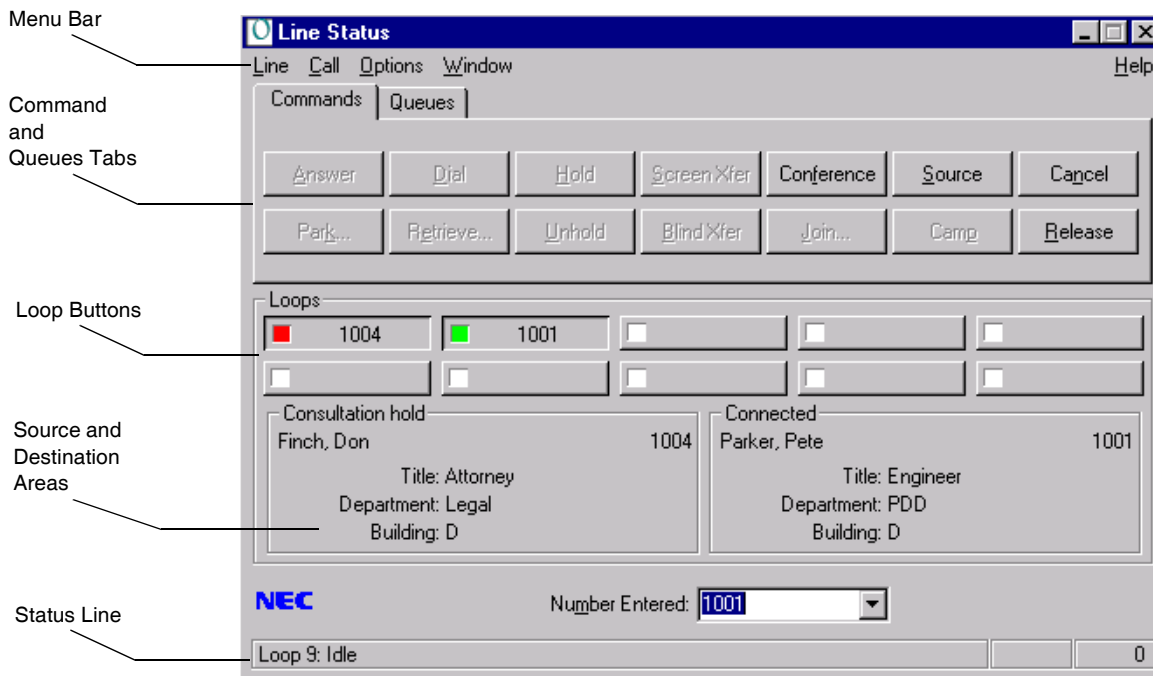 Menu Bar
Line Status
Line Call Options Window Help
Commands Queues
Command
and
Queues Tabs
Answer Dial Hold Screen Xfer Conference Source Cancel
Park... Retrieve... Unhold Blind Xfer Join... Camp Release
Loop Buttons
Loops
1004 1001
Source and
Destination
Areas
Consultation hold
Finch, Don 1004
Title: Attorney
Department: Legal
Building: D
Connected
Parker, Pete 1001
Title: Engineer
Department: PDD
Building: D
NEC
Number Entered: 1001
Status Line
Loop 9: Idle 0